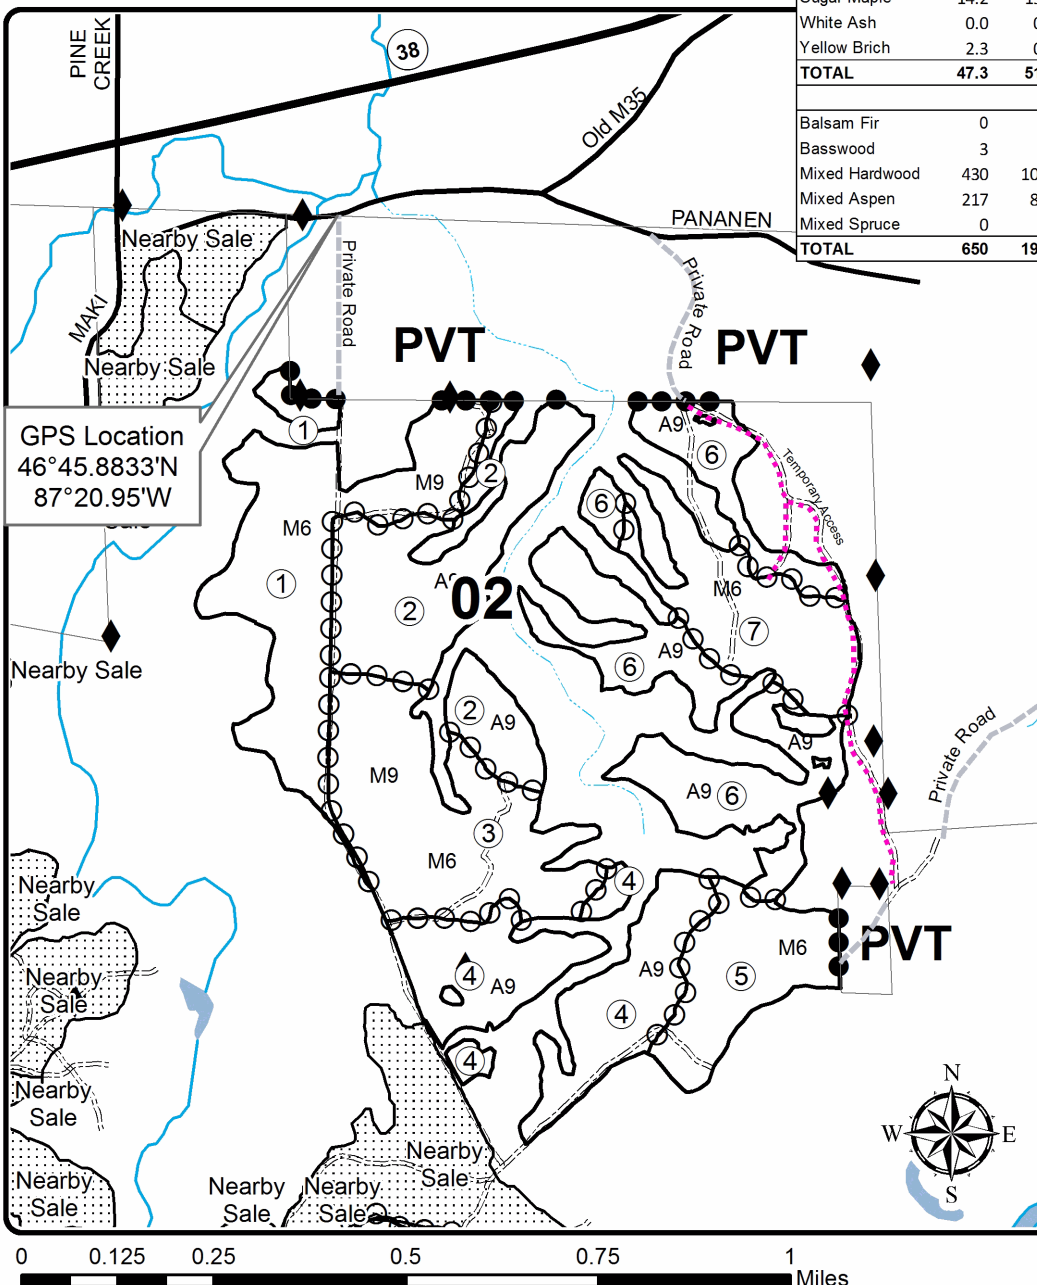 White Ash 0.0
Yellow Brich 2.3
TOTAL 47.3
Balsam Fir 0
Basswood 3
Mixed Hardwood 430 10
Mixed Aspen 217 8
Mixed Spruce 0
TOTAL 650 19
PINE
CREEK
38
Old M35
PANANEN
Nearby Sale
Private Road
Private Road
MAKI
PVT
PVT
Nearby Sale
GPS Location
46°45.8833'N
87°20.95'W
1
A9
6
M9
2
Temporary Access
6
M6
1
2
02
M6
7
A9
6
Nearby Sale
2
A9
A9
M9
A9
6
Private Road
3
M6
4
Nearby
Sale
PVT
M6
A9
5
4
A9
4
Nearby
Sale
4
Nearby
Sale
Nearby
Sale
Nearby
Sale
Nearby
Sale
Nearby
Sale
N
W
E
S
0
0.125
0.25
0.5
0.75
1
Miles